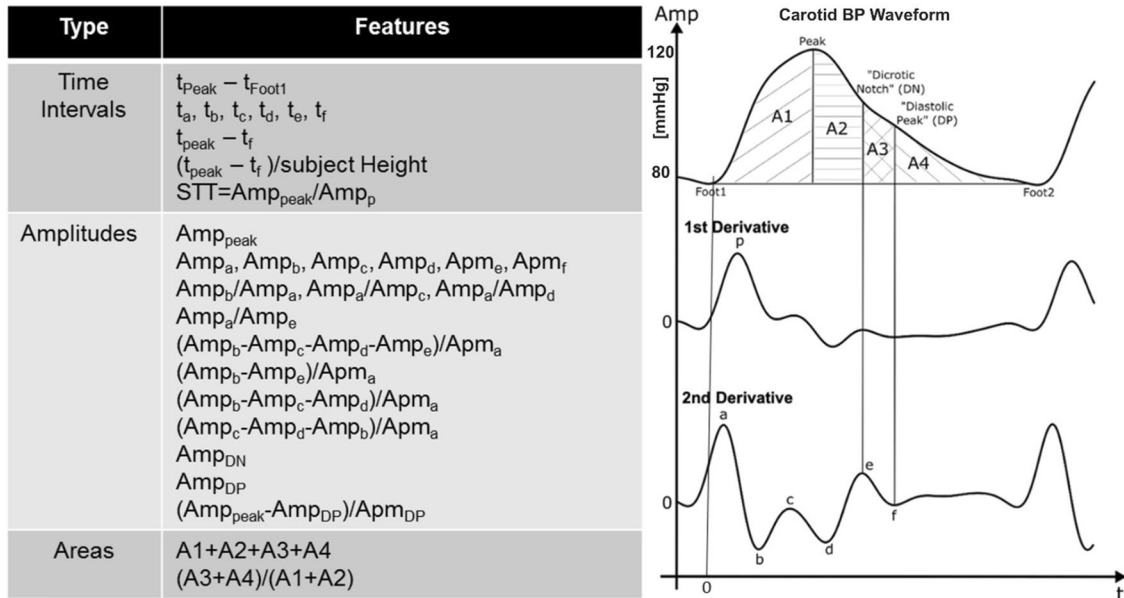 Type Features
Time
Intervals
tPeak – tFoot1
ta, tb, tc, td, te, tf
tpeak – tf
(tpeak – tf )/subject Height
STT=Amppeak/Ampp
Amplitudes
Amppeak
Ampa, Ampb, Ampc, Ampd, Apme, Apmf
Ampb/Ampa, Ampa/Ampc, Ampa/Ampd
Ampa/Ampe
(Ampb-Ampc-Ampd-Ampe)/Apma
(Ampb-Ampe)/Apma
(Ampb-Ampc-Ampd)/Apma
(Ampc-Ampd-Ampb)/Apma
AmpDN
AmpDP
(Amppeak-AmpDP)/ApmDP
Areas
A1+A2+A3+A4
(A3+A4)/(A1+A2)
Amp
Carotid BP Waveform
120
[mmHg]
80
Peak
"Dicrotic
Notch" (DN)
"Diastolic
Peak" (DP)
A1 A2 A3 A4
Foot1 Foot2
1st Derivative
p
0
2nd Derivative
a
e
c
0
f
d
b
0
t